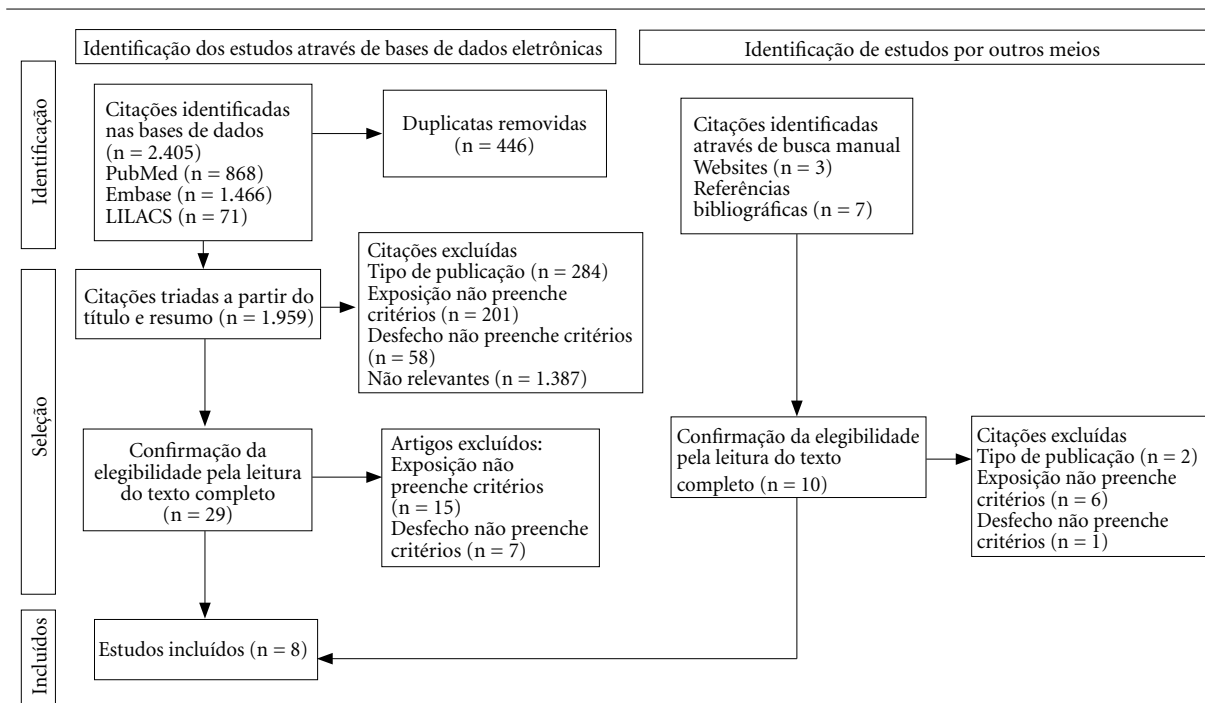 Identificação dos estudos através de bases de dados eletrônicas
Identificação de estudos por outros meios
Identificação
Citações identificadas
nas bases de dados
(n = 2.405)
PubMed (n = 868)
Embase (n = 1.466)
LILACS (n = 71)
Duplicatas removidas
(n = 446)
Citações identificadas
através de busca manual
Websites (n = 3)
Referências
bibliográficas (n = 7)
Seleção
Citações triadas a partir do
título e resumo (n = 1.959)
Citações excluídas
Tipo de publicação (n = 284)
Exposição não preenche
critérios (n = 201)
Desfecho não preenche critérios
(n = 58)
Não relevantes (n = 1.387)
Confirmação da
elegibilidade pela leitura
do texto completo
(n = 29)
Artigos excluídos:
Exposição não
preenche critérios
(n = 15)
Desfecho não preenche
critérios (n = 7)
Confirmação da elegibilidade
pela leitura do texto
completo (n = 10)
Citações excluídas
Tipo de publicação (n = 2)
Exposição não preenche
critérios (n = 6)
Desfecho não preenche
critérios (n = 1)
Incluídos
Estudos incluídos (n = 8)